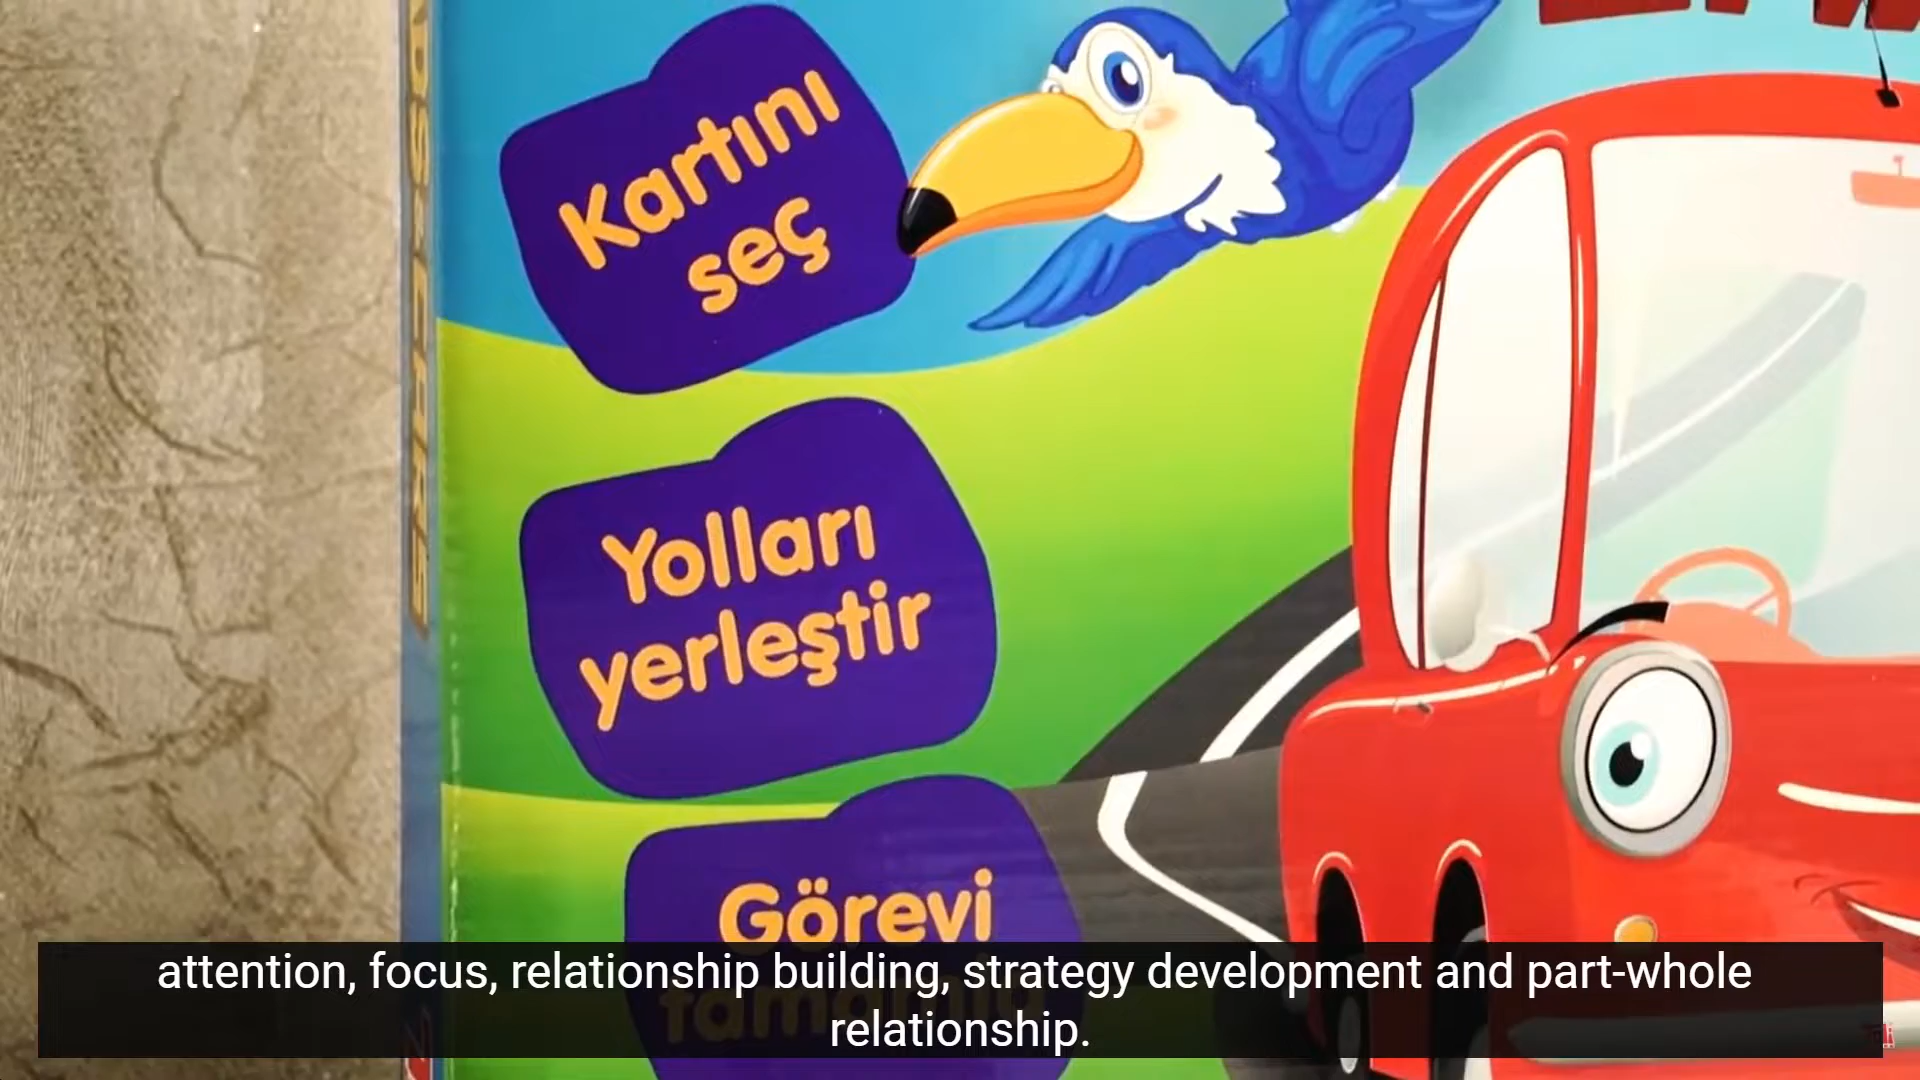 Kartını
seç
Yolları
yerleştir
Görevi
attention, focus, relationship building, strategy development and part-whole
relationship.